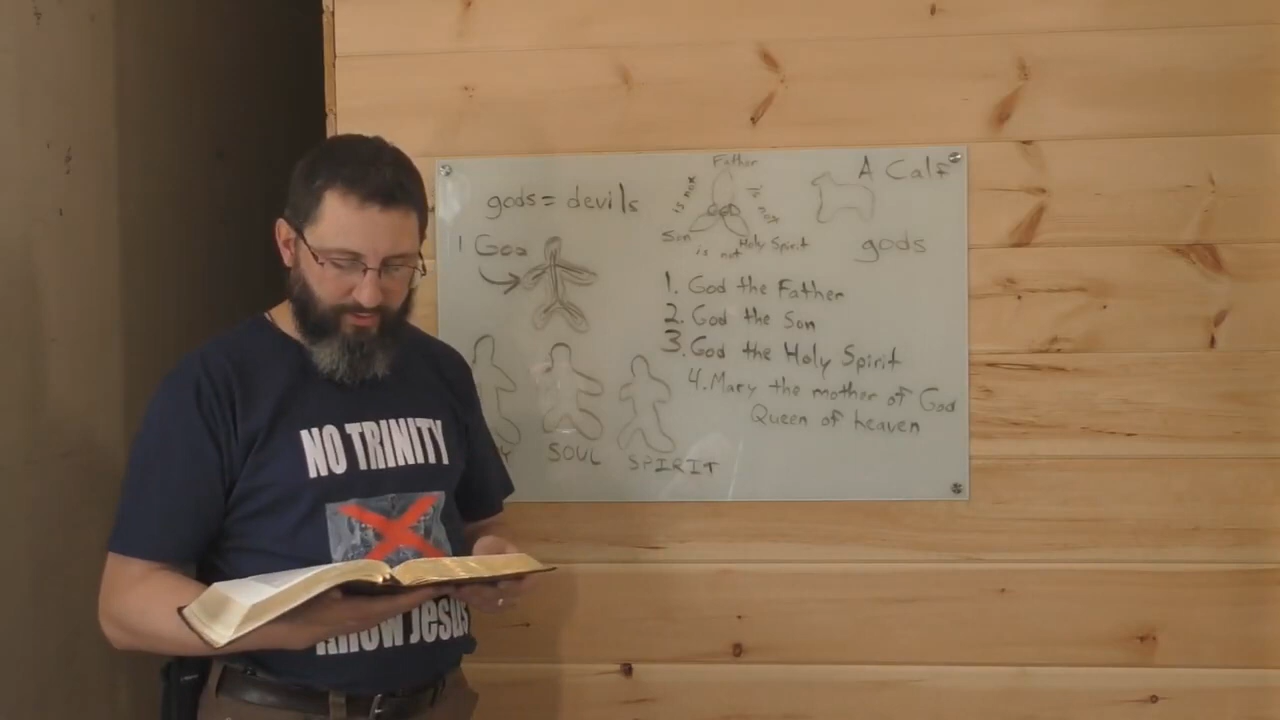 gods = devils
1 God
Father
is not
is not
GOD
Son
is not
Holy Spirit
A Calf
gods
1. God the Father
2. God the Son
3. God the Holy Spirit
4. Mary the mother of God
Queen of heaven
SOUL
SPIRIT
NO TRINITY
Know Jesus